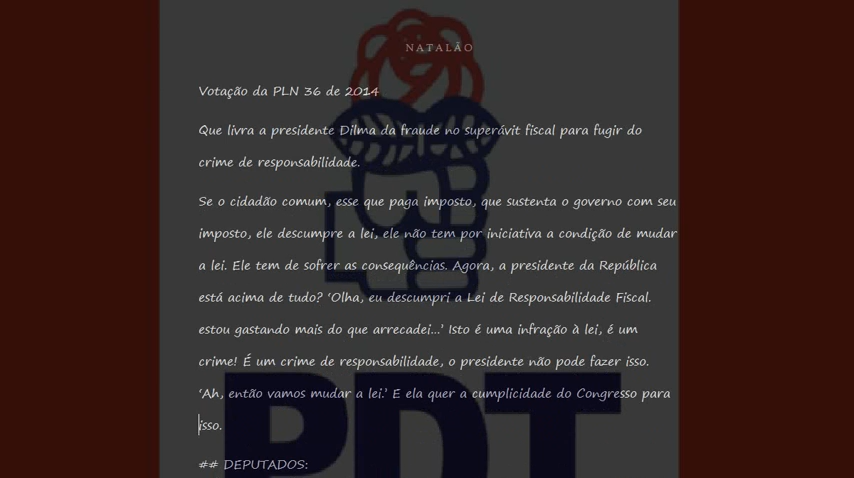 NATALÃO
Votação da PLN 36 de 2014
Que livra a presidente Dilma da fraude no superávit fiscal para fugir do
crime de responsabilidade.
Se o cidadão comum, esse que paga imposto, que sustenta o governo com seu
imposto, ele descumpre a lei, ele não tem por iniciativa a condição de mudar
a lei. Ele tem de sofrer as consequências. Agora, a presidente da República
está acima de tudo? ‘Olha, eu descumpri a Lei de Responsabilidade Fiscal.
estou gastando mais do que arrecadei...’ Isto é uma infração à lei, é um
crime! É um crime de responsabilidade, o presidente não pode fazer isso.
‘Ah, então vamos mudar a lei.’ E ela quer a cumplicidade do Congresso para
isso.
## DEPUTADOS:
PDT